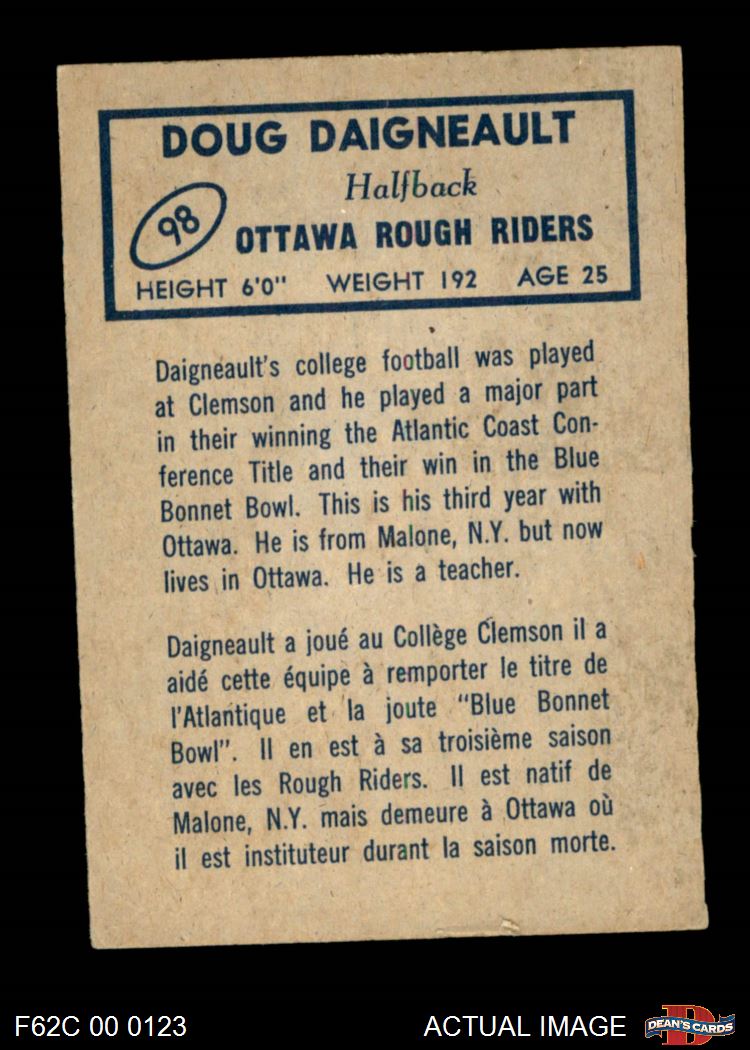 DOUG DAIGNEAULT
Halfback
98
OTTAWA ROUGH RIDERS
HEIGHT 6'0" WEIGHT 192 AGE 25
Daigneault's college football was played
at Clemson and he played a major part
in their winning the Atlantic Coast Con-
ference Title and their win in the Blue
Bonnet Bowl. This is his third year with
Ottawa. He is from Malone, N.Y. but now
lives in Ottawa. He is a teacher.
Daigneault a joué au Collège Clemson il a
aidé cette équipe à remporter le titre de
l'Atlantique et la joute "Blue Bonnet
Bowl". Il en est à sa troisième saison
avec les Rough Riders. Il est natif de
Malone, N.Y. mais demeure à Ottawa où
il est instituteur durant la saison morte.
F62C 00 0123
ACTUAL IMAGE
D
DEAN'S CARDS